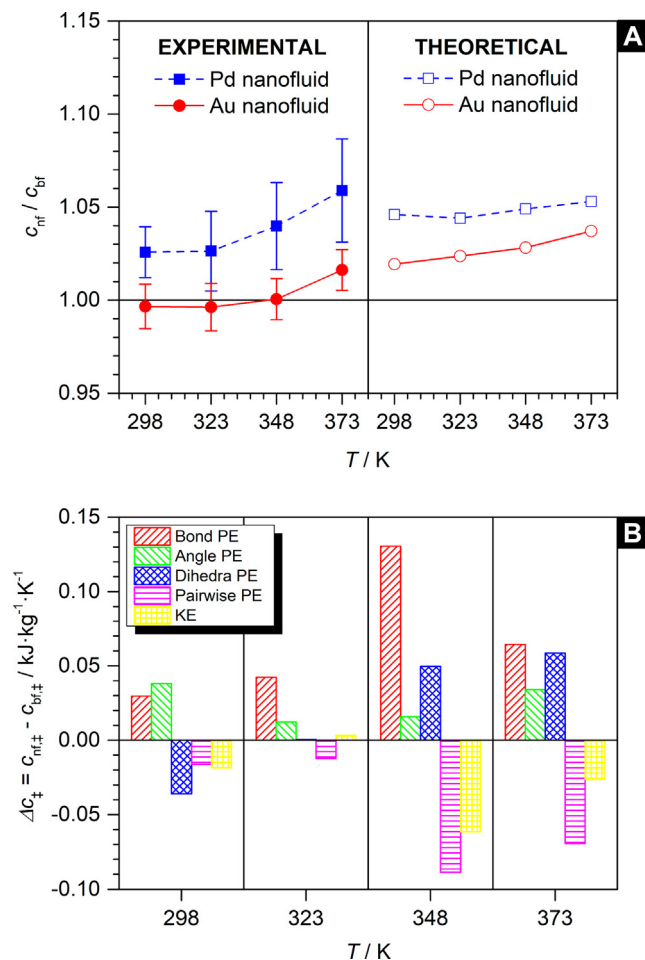 A
EXPERIMENTAL
Pd nanofluid
Au nanofluid
THEORETICAL
Pd nanofluid
Au nanofluid
c_nf / c_bf
1.15
1.10
1.05
1.00
0.95
298 323 348 373 298 323 348 373
T / K
B
Bond PE
Angle PE
Dihedra PE
Pairwise PE
KE
Δc‡ = c_nf,‡ - c_bf,‡ / kJ·kg⁻¹·K⁻¹
0.15
0.10
0.05
0.00
-0.05
-0.10
298 323 348 373
T / K